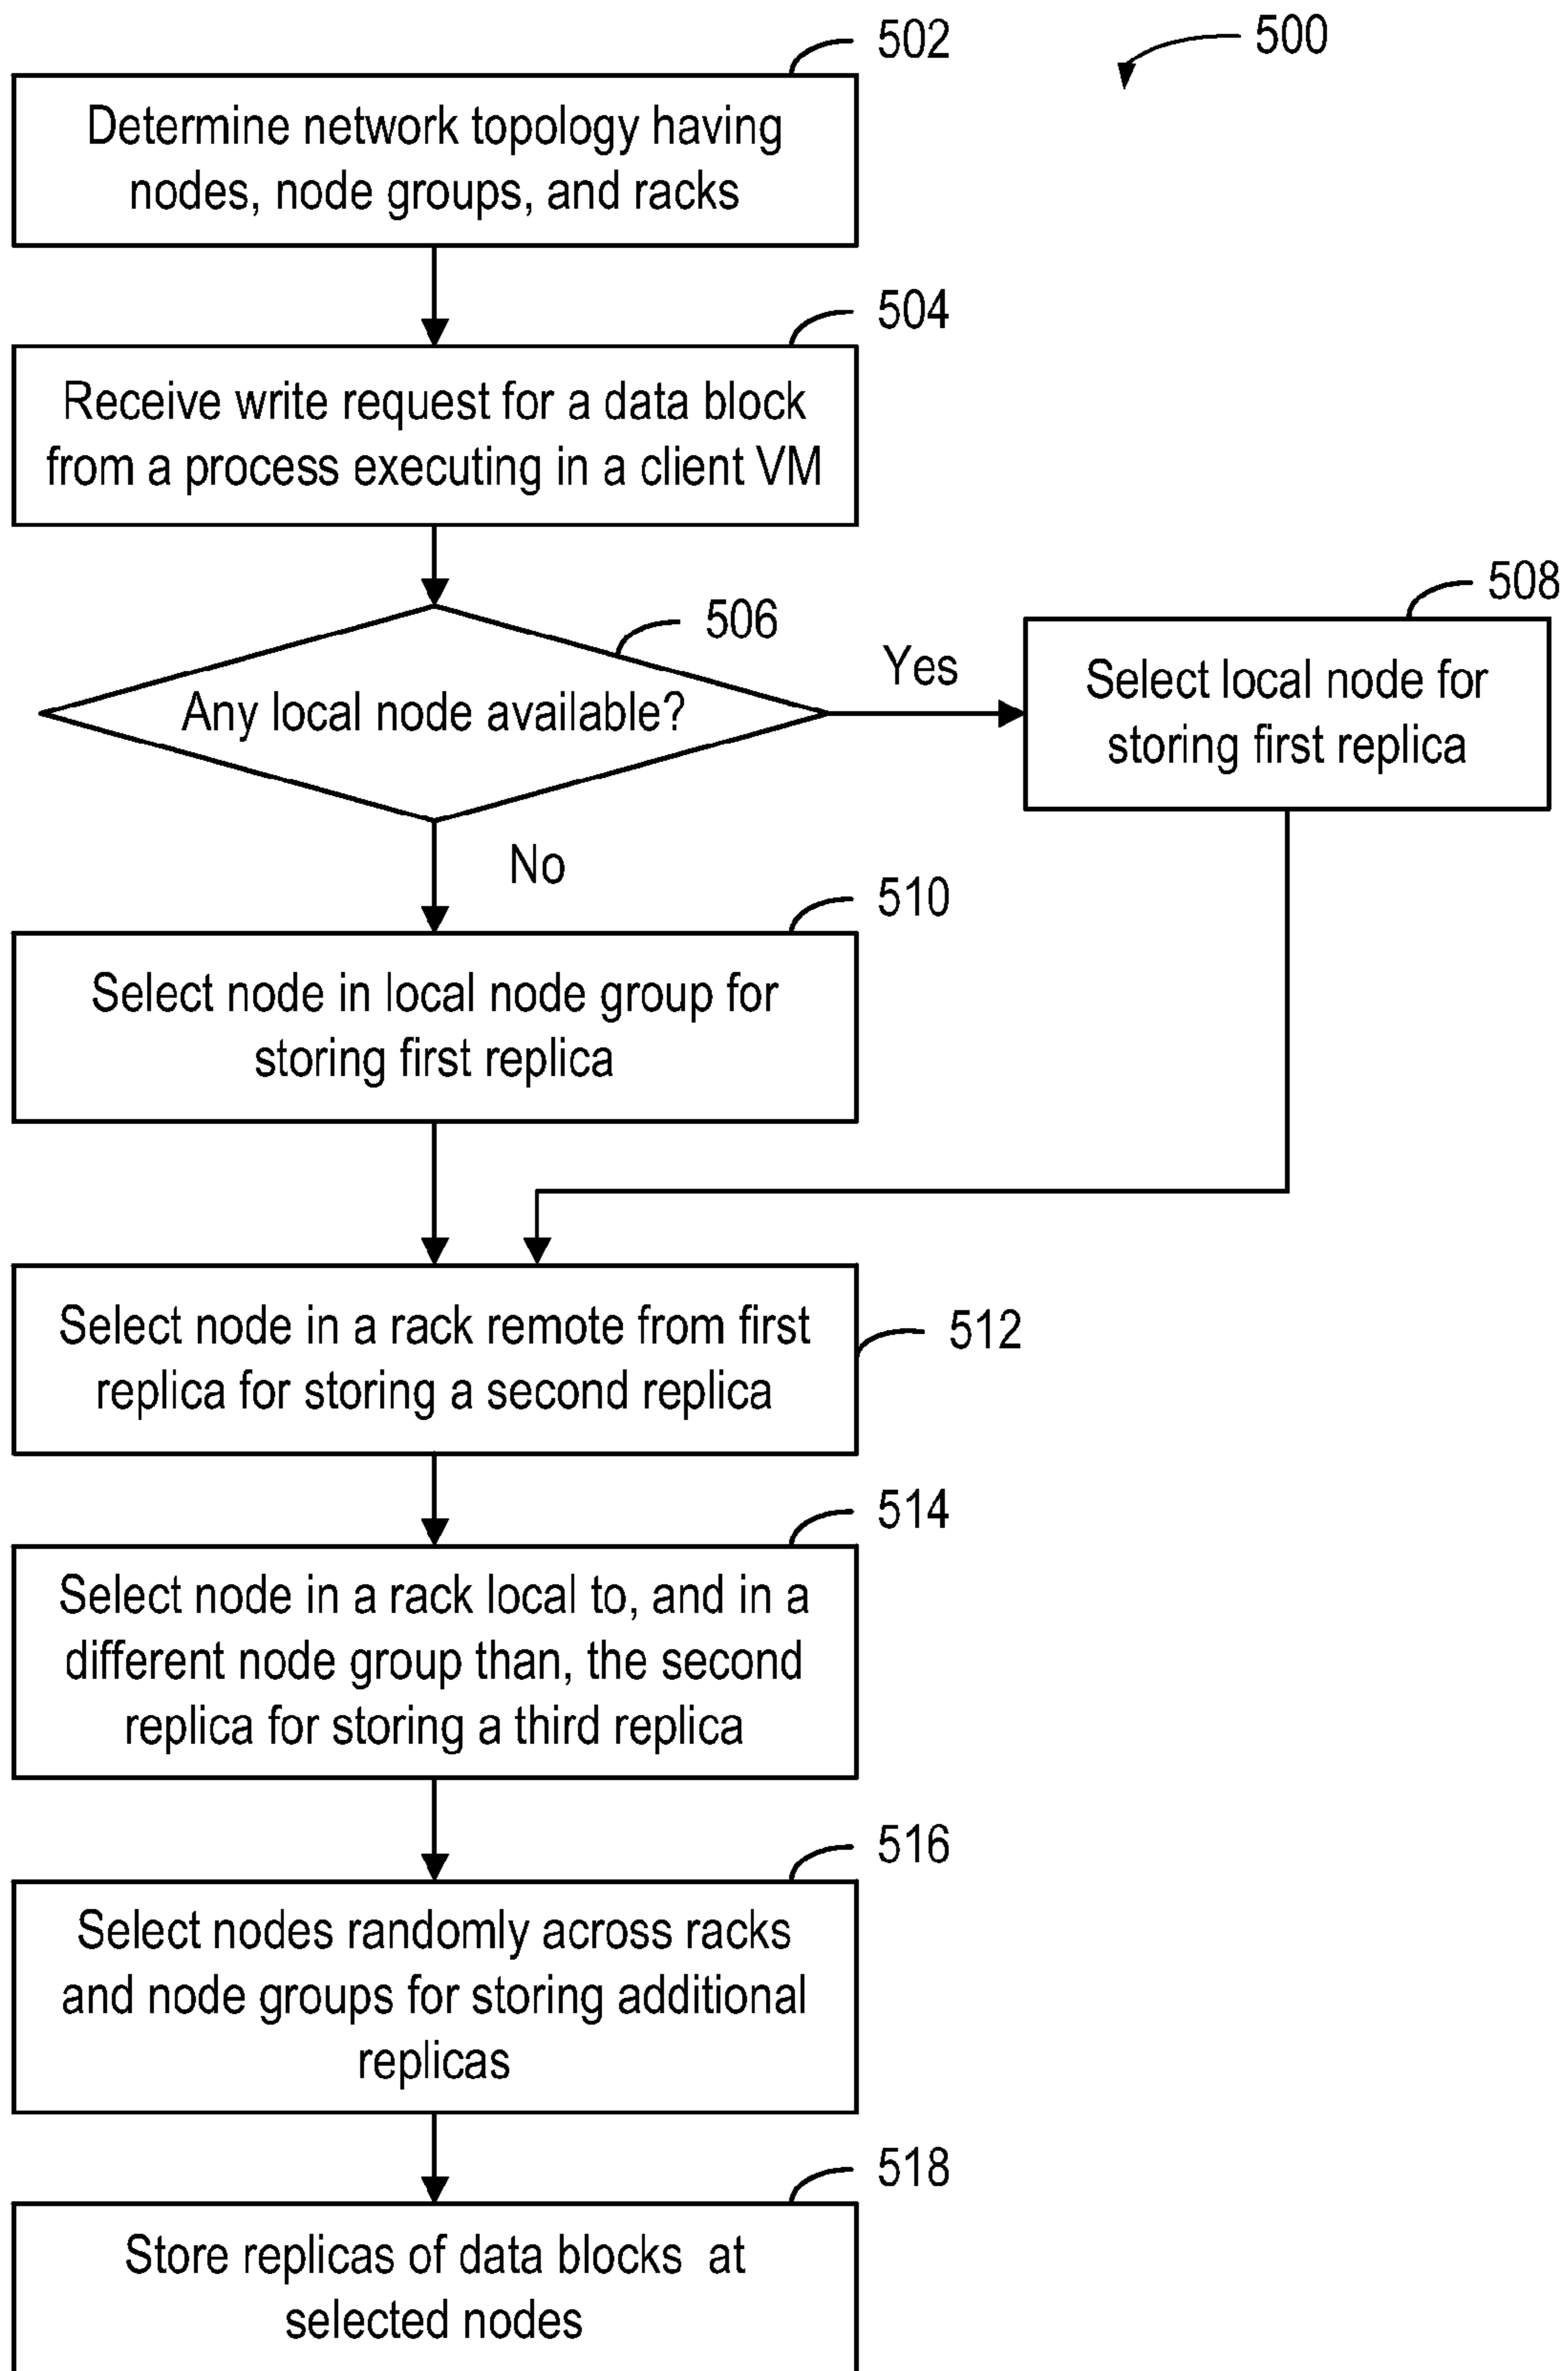 502
500
Determine network topology having
nodes, node groups, and racks
504
Receive write request for a data block
from a process executing in a client VM
506
Any local node available?
Yes
508
Select local node for
storing first replica
No
510
Select node in local node group for
storing first replica
Select node in a rack remote from first
replica for storing a second replica
512
514
Select node in a rack local to, and in a
different node group than, the second
replica for storing a third replica
516
Select nodes randomly across racks
and node groups for storing additional
replicas
518
Store replicas of data blocks at
selected nodes